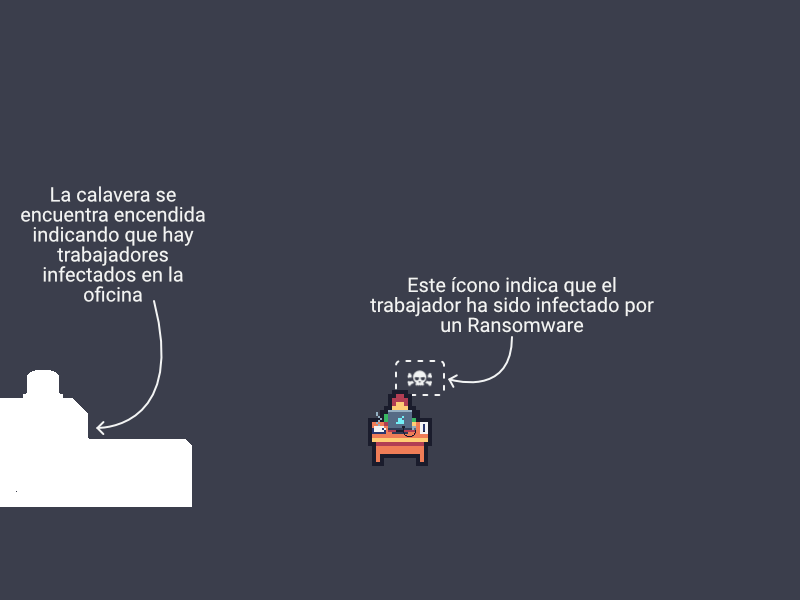 La calavera se
encuentra encendida
indicando que hay
trabajadores
infectados en la
oficina
Este ícono indica que el
trabajador ha sido infectado por
un Ransomware